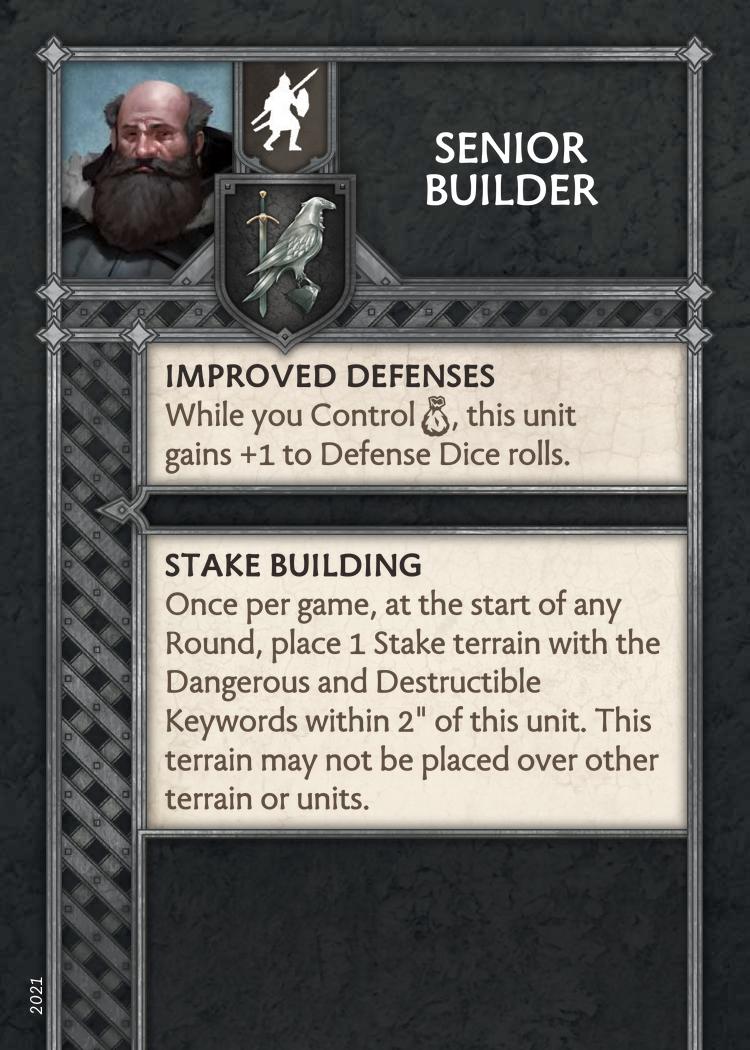 SENIOR
BUILDER
IMPROVED DEFENSES
While you Control , this unit
gains +1 to Defense Dice rolls.
STAKE BUILDING
Once per game, at the start of any
Round, place 1 Stake terrain with the
Dangerous and Destructible
Keywords within 2" of this unit. This
terrain may not be placed over other
terrain or units.
2021